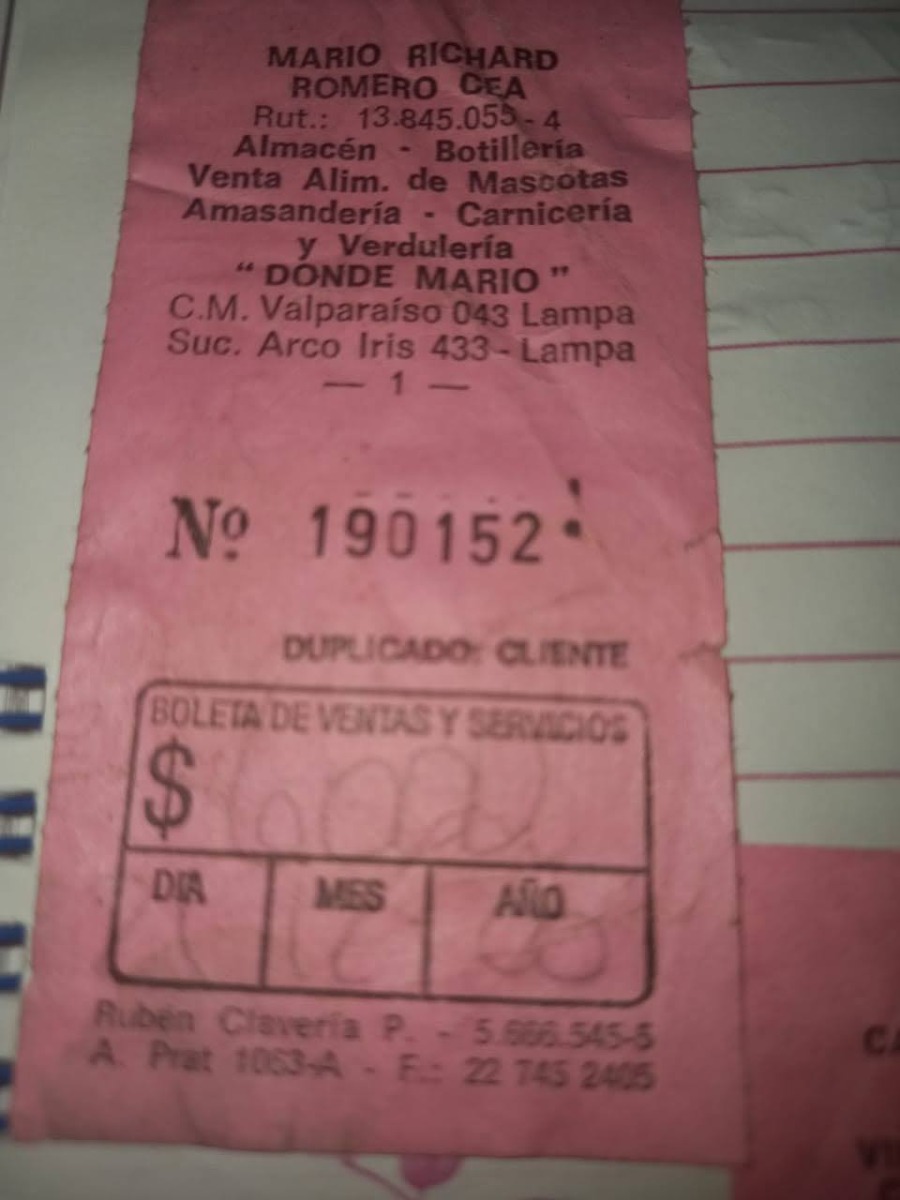 MARIO RICHARD
ROMERO CEA
Rut.: 13.845.055-4
Almacén - Botillería
Venta Alim. de Mascotas
Amasandería - Carnicería
y Verdulería
“ DONDE MARIO ”
C.M. Valparaíso 043 Lampa
Suc. Arco Iris 433 - Lampa
— 1 —
Nº 190152
DUPLICADO: CLIENTE
BOLETA DE VENTAS Y SERVICIOS
$
DIA MES AÑO
Rubén Clavería P. - 5.666.545-5
A. Prat 1063-A - F.: 22 745 2405